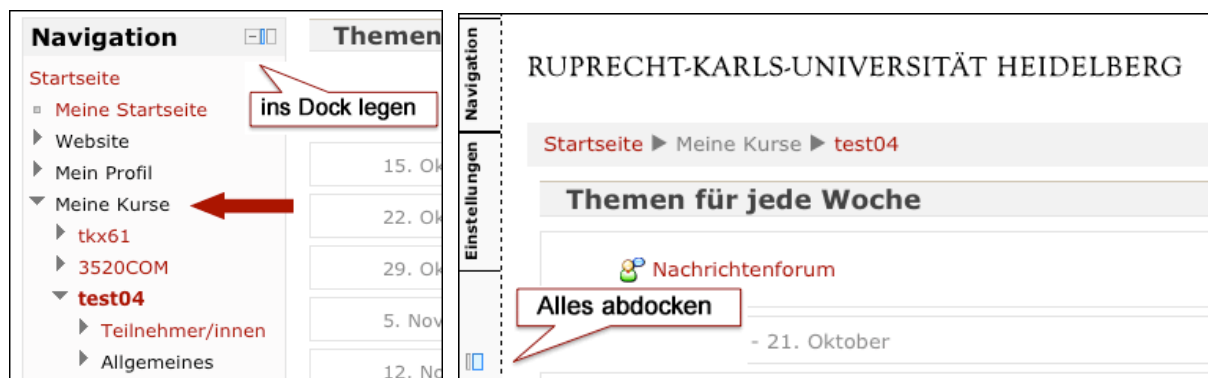 Navigation
Themen
Startseite
ins Dock legen
Meine Startseite
Website
Mein Profil
15. Ok
Meine Kurse
22. Ok
tkx61
3520COM
29. Ok
test04
Teilnehmer/innen
5. Nov
Allgemeines
12. No
Navigation
Einstellungen
RUPRECHT-KARLS-UNIVERSITÄT HEIDELBERG
Startseite ▶ Meine Kurse ▶ test04
Themen für jede Woche
Nachrichtenforum
Alles abdocken
- 21. Oktober